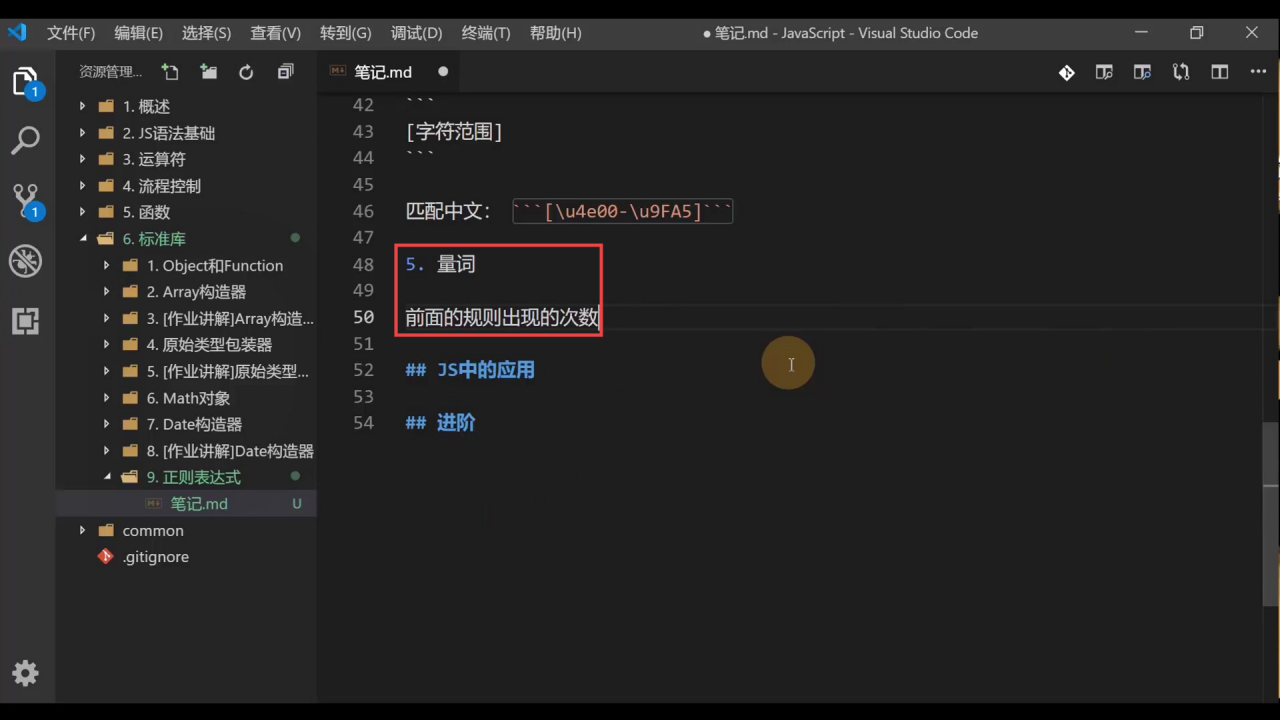 文件(F) 编辑(E) 选择(S) 查看(V) 转到(G) 调试(D) 终端(T) 帮助(H) ● 笔记.md - JavaScript - Visual Studio Code
资源管理...
1
1
1. 概述
2. JS语法基础
3. 运算符
4. 流程控制
5. 函数
6. 标准库
1. Object和Function
2. Array构造器
3. [作业讲解]Array构造...
4. 原始类型包装器
5. [作业讲解]原始类型...
6. Math对象
7. Date构造器
8. [作业讲解]Date构造器
9. 正则表达式
笔记.md U
common
.gitignore
笔记.md ●
42 ```
43 [字符范围]
44 ```
45
46 匹配中文： ```[\u4e00-\u9FA5]```
47
48 5. 量词
49
50 前面的规则出现的次数
51
52 ## JS中的应用
53
54 ## 进阶